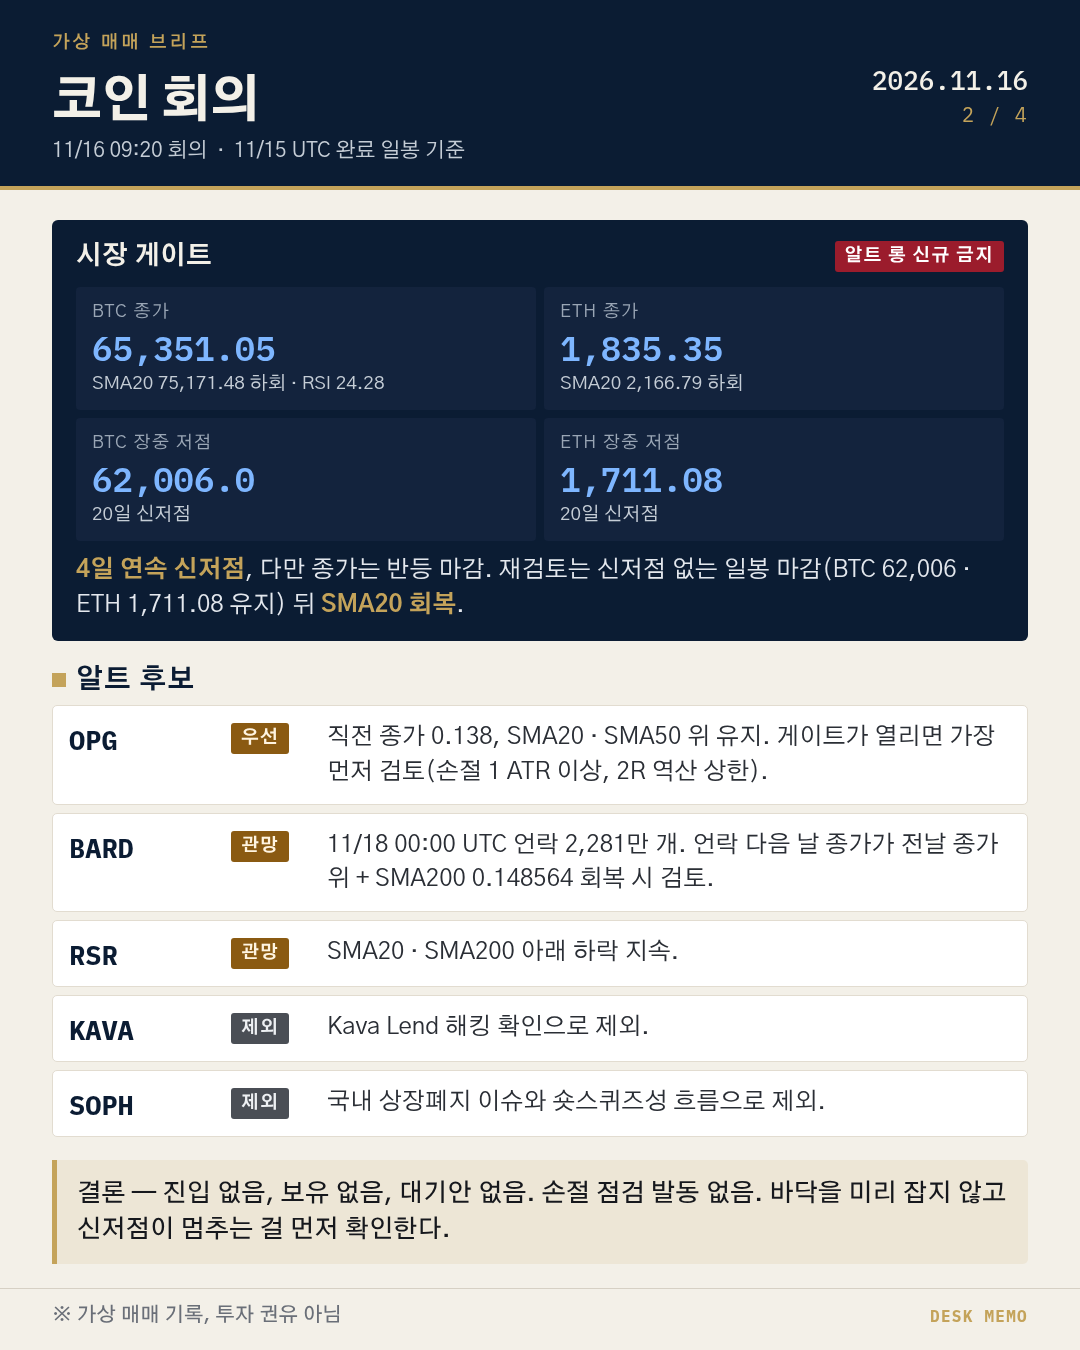 가상 매매 브리프
코인 회의
11/16 09:20 회의 · 11/15 UTC 완료 일봉 기준
2026.11.16
2 / 4
시장 게이트
알트 롱 신규 금지
BTC 종가
65,351.05
SMA20 75,171.48 하회 · RSI 24.28
ETH 종가
1,835.35
SMA20 2,166.79 하회
BTC 장중 저점
62,006.0
20일 신저점
ETH 장중 저점
1,711.08
20일 신저점
4일 연속 신저점, 다만 종가는 반등 마감. 재검토는 신저점 없는 일봉 마감(BTC 62,006 ·
ETH 1,711.08 유지) 뒤 SMA20 회복.
알트 후보
OPG
우선
직전 종가 0.138, SMA20 · SMA50 위 유지. 게이트가 열리면 가장
먼저 검토(손절 1 ATR 이상, 2R 역산 상한).
BARD
관망
11/18 00:00 UTC 언락 2,281만 개. 언락 다음 날 종가가 전날 종가
위 + SMA200 0.148564 회복 시 검토.
RSR
관망
SMA20 · SMA200 아래 하락 지속.
KAVA
제외
Kava Lend 해킹 확인으로 제외.
SOPH
제외
국내 상장폐지 이슈와 숏스퀴즈성 흐름으로 제외.
결론 — 진입 없음, 보유 없음, 대기안 없음. 손절 점검 발동 없음. 바닥을 미리 잡지 않고
신저점이 멈추는 걸 먼저 확인한다.
※ 가상 매매 기록, 투자 권유 아님
DESK MEMO